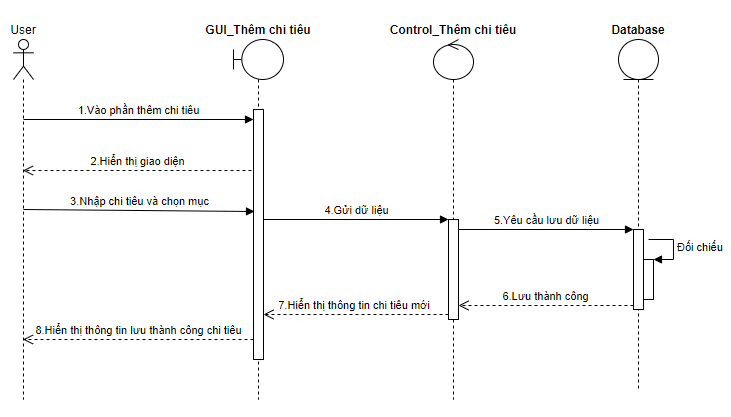 User
GUI_Thêm chi tiêu
Control_Thêm chi tiêu
Database
1.Vào phần thêm chi tiêu
2.Hiển thị giao diện
3.Nhập chi tiêu và chọn mục
4.Gửi dữ liệu
5.Yêu cầu lưu dữ liệu
Đối chiếu
6.Lưu thành công
7.Hiển thị thông tin chi tiêu mới
8.Hiển thị thông tin lưu thành công chi tiêu